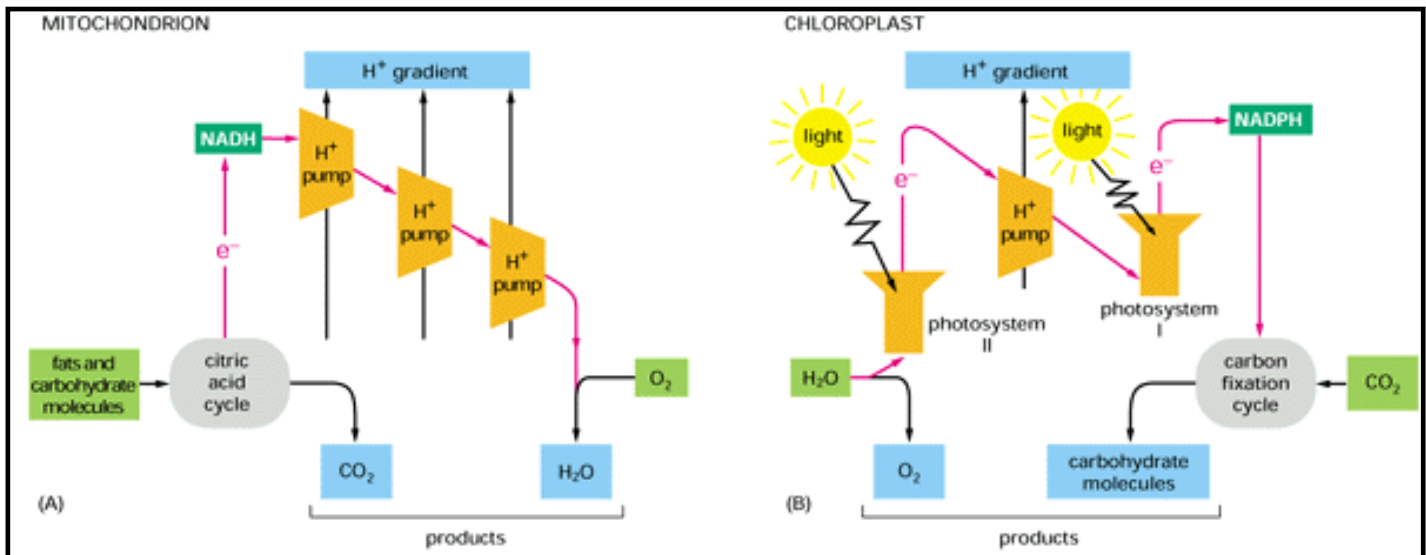 MITOCHONDRION
H⁺ gradient
NADH
H⁺
pump
H⁺
pump
H⁺
pump
e⁻
fats and
carbohydrate
molecules
citric
acid
cycle
O₂
CO₂
H₂O
(A)
products
CHLOROPLAST
H⁺ gradient
light
light
NADPH
e⁻
e⁻
H⁺
pump
photosystem
II
photosystem
I
H₂O
carbon
fixation
cycle
CO₂
O₂
carbohydrate
molecules
(B)
products